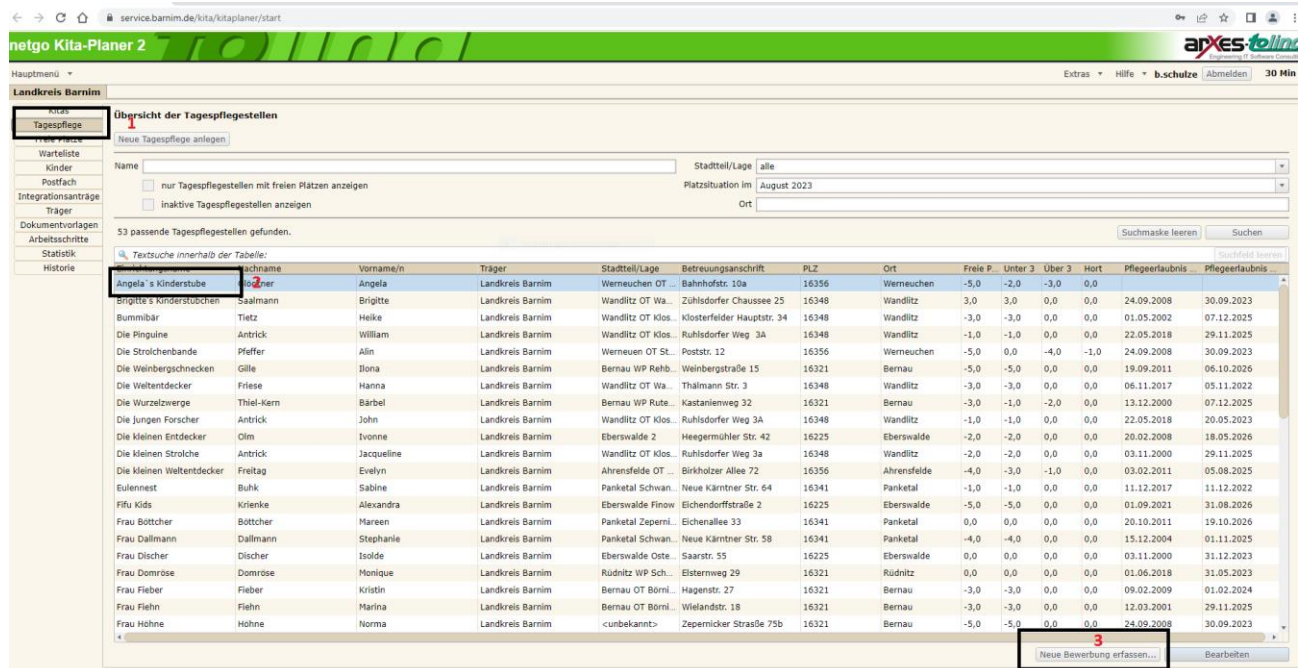 service.barnim.de/kita/kitaplaner/start
netgo Kita-Planer 2 TOLINO arxes-tolina
Engineering IT Software Consulti
Hauptmenü Extras Hilfe b.schulze Abmelden 30 Min
Landkreis Barnim
Kitas
Tagespflege
Freie Plätze
Warteliste
Kinder
Postfach
Integrationsanträge
Träger
Dokumentvorlagen
Arbeitsschritte
Statistik
Historie
1
Übersicht der Tagespflegestellen
Neue Tagespflege anlegen
Name Stadtteil/Lage alle
nur Tagespflegestellen mit freien Plätzen anzeigen Platzsituation im August 2023
inaktive Tagespflegestellen anzeigen Ort
53 passende Tagespflegestellen gefunden. Suchmaske leeren Suchen
Textsuche innerhalb der Tabelle: Suchfeld leeren
Einrichtungsname Nachname Vorname/n Träger Stadtteil/Lage Betreuungsanschrift PLZ Ort Freie P... Unter 3 Über 3 Hort Pflegeerlaubnis ... Pflegeerlaubnis ...
2
Angela´s Kinderstube Glöckner Angela Landkreis Barnim Werneuchen OT ... Bahnhofstr. 10a 16356 Werneuchen -5,0 -2,0 -3,0 0,0
Brigitte´s Kinderstübchen Saalmann Brigitte Landkreis Barnim Wandlitz OT Wa... Zühlsdorfer Chaussee 25 16348 Wandlitz 3,0 3,0 0,0 0,0 24.09.2008 30.09.2023
Bummibär Tietz Heike Landkreis Barnim Wandlitz OT Klos... Klosterfelder Hauptstr. 34 16348 Wandlitz -3,0 -3,0 0,0 0,0 01.05.2002 07.12.2025
Die Pinguine Antrick William Landkreis Barnim Wandlitz OT Klos... Ruhlsdorfer Weg 3A 16348 Wandlitz -1,0 -1,0 0,0 0,0 22.05.2018 29.11.2025
Die Strolchenbande Pfeffer Alin Landkreis Barnim Werneuen OT St... Poststr. 12 16356 Werneuchen -5,0 0,0 -4,0 -1,0 24.09.2008 30.09.2023
Die Weinbergschnecken Gille Ilona Landkreis Barnim Bernau WP Rehb... Weinbergstraße 15 16321 Bernau -5,0 -5,0 0,0 0,0 19.09.2011 06.10.2026
Die Weltentdecker Friese Hanna Landkreis Barnim Wandlitz OT Wa... Thälmann Str. 3 16348 Wandlitz -3,0 -3,0 0,0 0,0 06.11.2017 05.11.2022
Die Wurzelzwerge Thiel-Kern Bärbel Landkreis Barnim Bernau WP Rute... Kastanienweg 32 16321 Bernau -3,0 -1,0 -2,0 0,0 13.12.2000 07.12.2025
Die jungen Forscher Antrick John Landkreis Barnim Wandlitz OT Klos... Ruhlsdorfer Weg 3A 16348 Wandlitz -1,0 -1,0 0,0 0,0 22.05.2018 20.05.2023
Die kleinen Entdecker Olm Ivonne Landkreis Barnim Eberswalde 2 Heegermühler Str. 42 16225 Eberswalde -2,0 -2,0 0,0 0,0 20.02.2008 18.05.2026
Die kleinen Strolche Antrick Jacqueline Landkreis Barnim Wandlitz OT Klos... Ruhlsdorfer Weg 3a 16348 Wandlitz -2,0 -2,0 0,0 0,0 03.11.2000 29.11.2025
Die kleinen Weltentdecker Freitag Evelyn Landkreis Barnim Ahrensfelde OT ... Birkholzer Allee 72 16356 Ahrensfelde -4,0 -3,0 -1,0 0,0 03.02.2011 05.08.2025
Eulennest Buhk Sabine Landkreis Barnim Panketal Schwan... Neue Kärntner Str. 64 16341 Panketal -1,0 -1,0 0,0 0,0 11.12.2017 11.12.2022
Fifu Kids Krienke Alexandra Landkreis Barnim Eberswalde Finow Eichendorffstraße 2 16225 Eberswalde -5,0 -5,0 0,0 0,0 01.09.2021 31.08.2026
Frau Böttcher Böttcher Mareen Landkreis Barnim Panketal Zeperni... Eichenallee 33 16341 Panketal 0,0 0,0 0,0 0,0 20.10.2011 19.10.2026
Frau Dallmann Dallmann Stephanie Landkreis Barnim Panketal Schwan... Neue Kärntner Str. 58 16341 Panketal -4,0 -4,0 0,0 0,0 15.12.2004 01.11.2025
Frau Discher Discher Isolde Landkreis Barnim Eberswalde Oste... Saarstr. 55 16225 Eberswalde 0,0 0,0 0,0 0,0 03.11.2000 31.12.2023
Frau Domröse Domröse Monique Landkreis Barnim Rüdnitz WP Sch... Elsternweg 29 16321 Rüdnitz 0,0 0,0 0,0 0,0 01.06.2018 31.05.2023
Frau Fieber Fieber Kristin Landkreis Barnim Bernau OT Börni... Hagenstr. 27 16321 Bernau -3,0 -3,0 0,0 0,0 09.02.2009 01.02.2024
Frau Fiehn Fiehn Marina Landkreis Barnim Bernau OT Börni... Wielandstr. 18 16321 Bernau -3,0 -3,0 0,0 0,0 12.03.2001 29.11.2025
Frau Höhne Höhne Norma Landkreis Barnim <unbekannt> Zepernicker Strasße 75b 16321 Bernau -5,0 -5,0 0,0 0,0 24.09.2008 30.09.2023
3
Neue Bewerbung erfassen... Bearbeiten